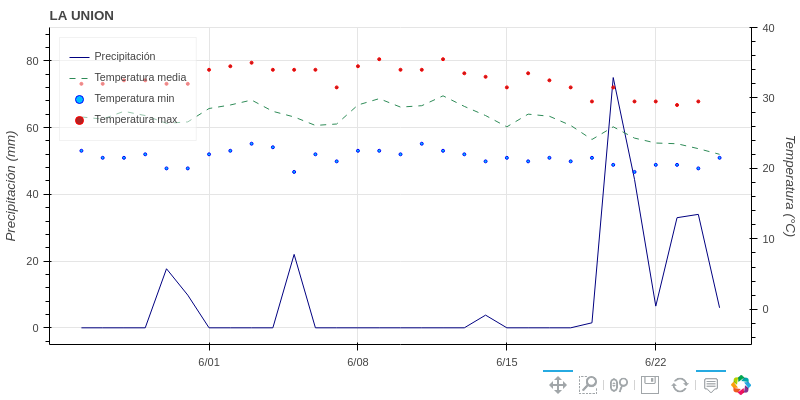 LA UNION
Precipitación
Temperatura media
Temperatura min
Temperatura max.
Precipitación (mm)
80
60
40
20
0
Temperatura (°C)
40
30
20
10
0
6/01
6/08
6/15
6/22